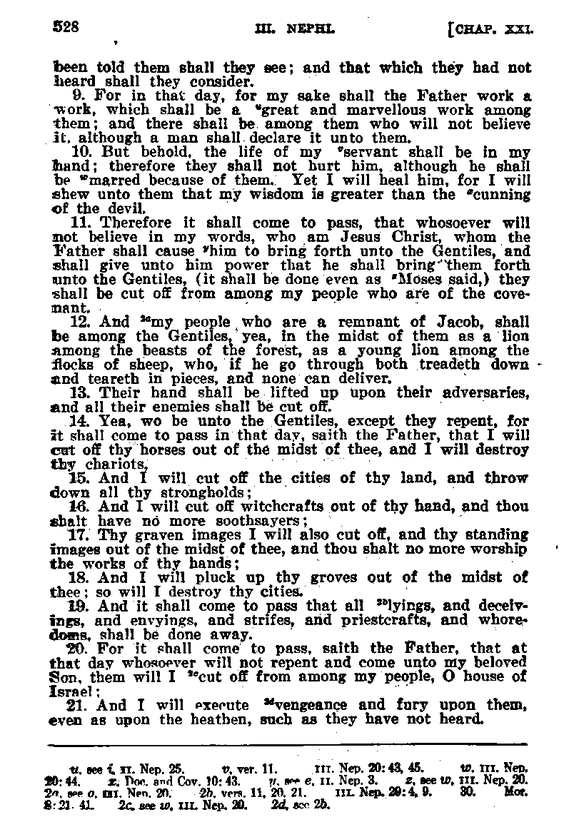 528 III. NEPHI. [CHAP. XXI.
been told them shall they see; and that which they had not
heard shall they consider.
9. For in that day, for my sake shall the Father work a
work, which shall be a ᵘgreat and marvellous work among
them; and there shall be among them who will not believe
it, although a man shall declare it unto them.
10. But behold, the life of my ᵛservant shall be in my
hand; therefore they shall not hurt him, although he shall
be ʷmarred because of them. Yet I will heal him, for I will
shew unto them that my wisdom is greater than the ˣcunning
of the devil.
11. Therefore it shall come to pass, that whosoever will
not believe in my words, who am Jesus Christ, whom the
Father shall cause ʸhim to bring forth unto the Gentiles, and
shall give unto him power that he shall bring them forth
unto the Gentiles, (it shall be done even as ᶻMoses said,) they
shall be cut off from among my people who are of the cove-
nant.
12. And ²ᵃmy people who are a remnant of Jacob, shall
be among the Gentiles, yea, in the midst of them as a lion
among the beasts of the forest, as a young lion among the
flocks of sheep, who, if he go through both treadeth down
and teareth in pieces, and none can deliver.
13. Their hand shall be lifted up upon their adversaries,
and all their enemies shall be cut off.
14. Yea, wo be unto the Gentiles, except they repent, for
it shall come to pass in that day, saith the Father, that I will
cut off thy horses out of the midst of thee, and I will destroy
thy chariots,
15. And I will cut off the cities of thy land, and throw
down all thy strongholds;
16. And I will cut off witchcrafts out of thy hand, and thou
shalt have no more soothsayers;
17. Thy graven images I will also cut off, and thy standing
images out of the midst of thee, and thou shalt no more worship
the works of thy hands;
18. And I will pluck up thy groves out of the midst of
thee; so will I destroy thy cities.
19. And it shall come to pass that all ²ᵇlyings, and deceiv-
ings, and envyings, and strifes, and priestcrafts, and whore-
doms, shall be done away.
20. For it shall come to pass, saith the Father, that at
that day whosoever will not repent and come unto my beloved
Son, them will I ²ᶜcut off from among my people, O house of
Israel;
21. And I will execute ²ᵈvengeance and fury upon them,
even as upon the heathen, such as they have not heard.
u, see i, II. Nep. 25. v, ver. 11. III. Nep. 20:43, 45. w. III. Nep.
20:44. x, Doc. and Cov. 10:43. y, see e, II. Nep. 3. z, see w, III. Nep. 20.
2a, see o, III. Nep. 20. 2b, vers. 11, 20, 21. III. Nep. 29:4, 9. 30. Mor.
8:21. 41. 2c, see w, III. Nep. 20. 2d, see 2b.